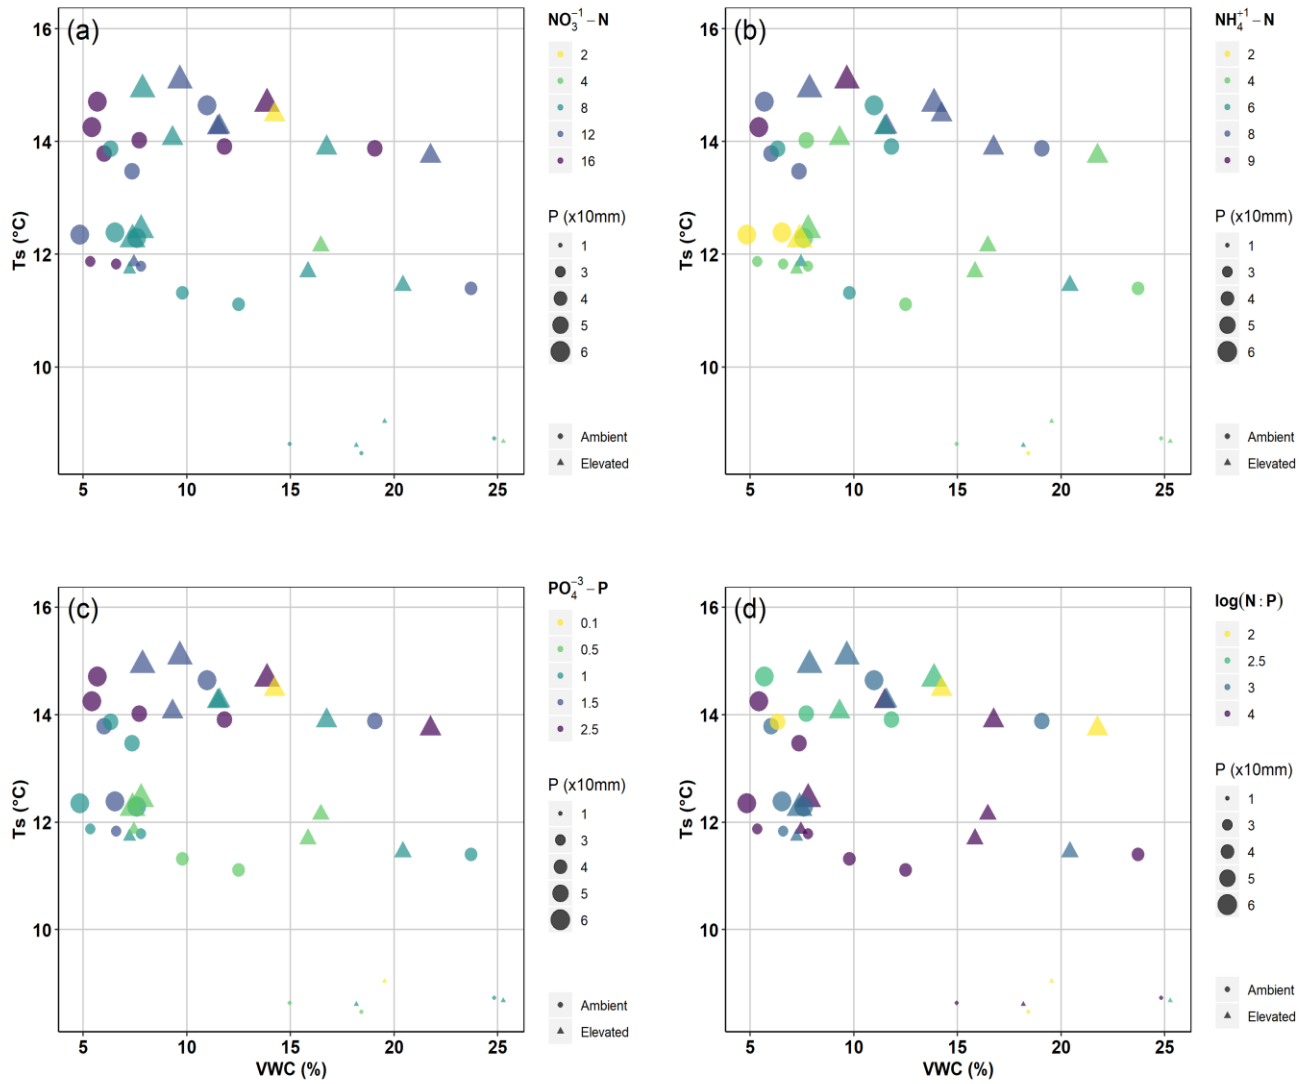 (a)
16
14
12
10
Ts (°C)
5 10 15 20 25
NO₃⁻¹ – N
2
4
8
12
16
P (x10mm)
1
3
4
5
6
Ambient
Elevated
(b)
16
14
12
10
Ts (°C)
5 10 15 20 25
NH₄⁺¹ – N
2
4
6
8
9
P (x10mm)
1
3
4
5
6
Ambient
Elevated
(c)
16
14
12
10
Ts (°C)
5 10 15 20 25
VWC (%)
PO₄⁻³ – P
0.1
0.5
1
1.5
2.5
P (x10mm)
1
3
4
5
6
Ambient
Elevated
(d)
16
14
12
10
Ts (°C)
5 10 15 20 25
VWC (%)
log(N : P)
2
2.5
3
4
P (x10mm)
1
3
4
5
6
Ambient
Elevated